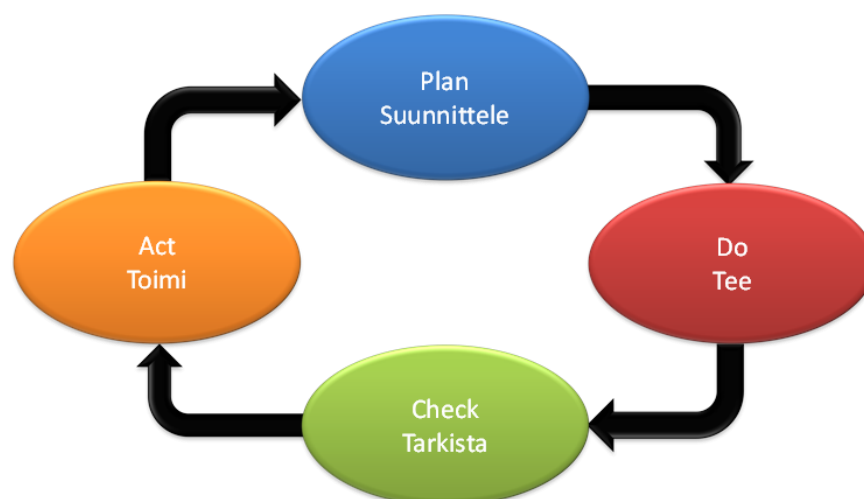 Plan
Suunnittele
Do
Tee
Check
Tarkista
Act
Toimi